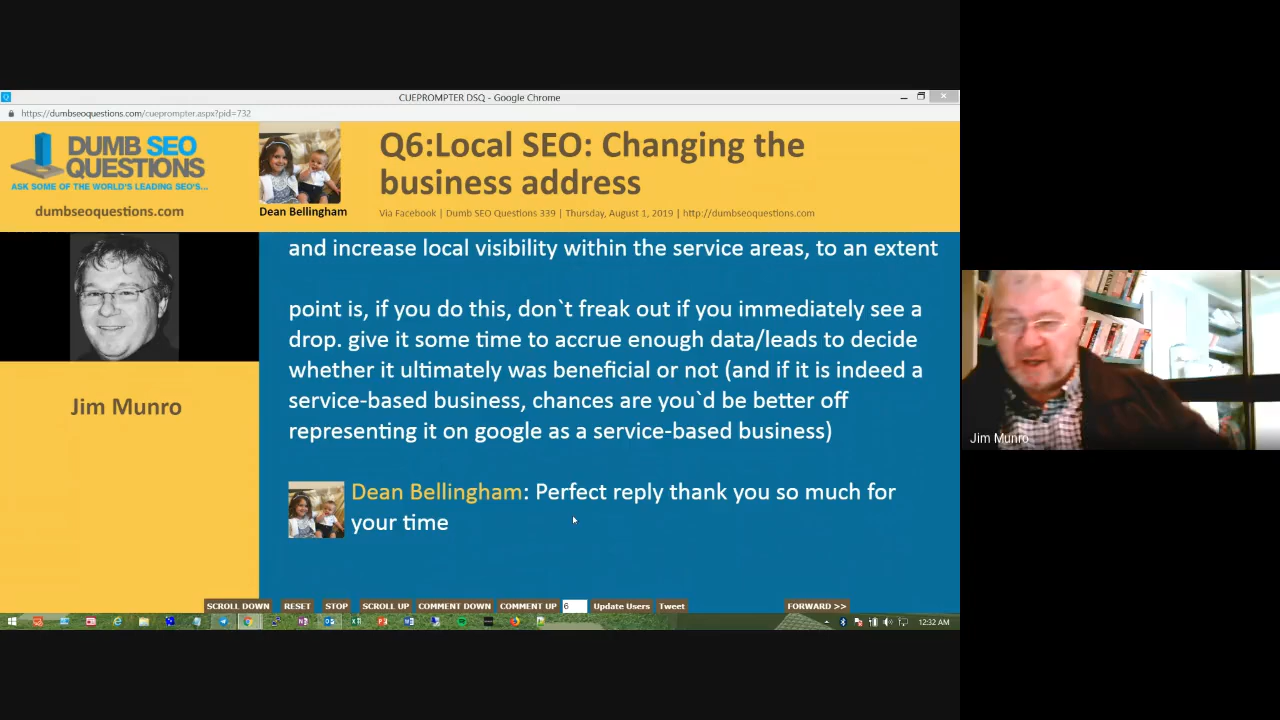 CUEPROMPTER DSQ - Google Chrome
https://dumbseoquestions.com/cueprompter.aspx?pid=732
DUMB SEO
QUESTIONS
ASK SOME OF THE WORLD'S LEADING SEO'S...
dumbseoquestions.com
Dean Bellingham
Q6:Local SEO: Changing the
business address
Via Facebook | Dumb SEO Questions 339 | Thursday, August 1, 2019 | http://dumbseoquestions.com
Jim Munro
and increase local visibility within the service areas, to an extent
point is, if you do this, don`t freak out if you immediately see a
drop. give it some time to accrue enough data/leads to decide
whether it ultimately was beneficial or not (and if it is indeed a
service-based business, chances are you`d be better off
representing it on google as a service-based business)
Dean Bellingham: Perfect reply thank you so much for
your time
Jim Munro
SCROLL DOWN RESET STOP SCROLL UP COMMENT DOWN COMMENT UP 6 Update Users Tweet FORWARD >>
12:32 AM